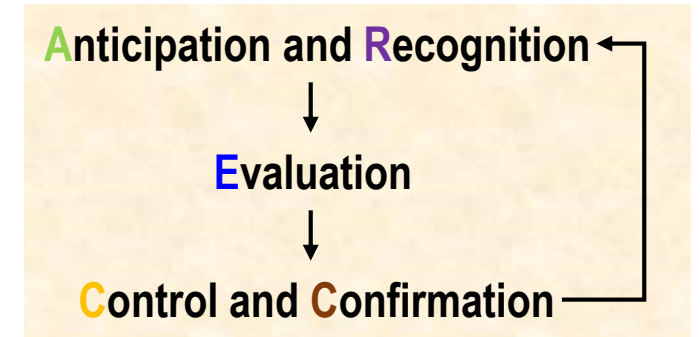 Anticipation and Recognition
Evaluation
Control and Confirmation